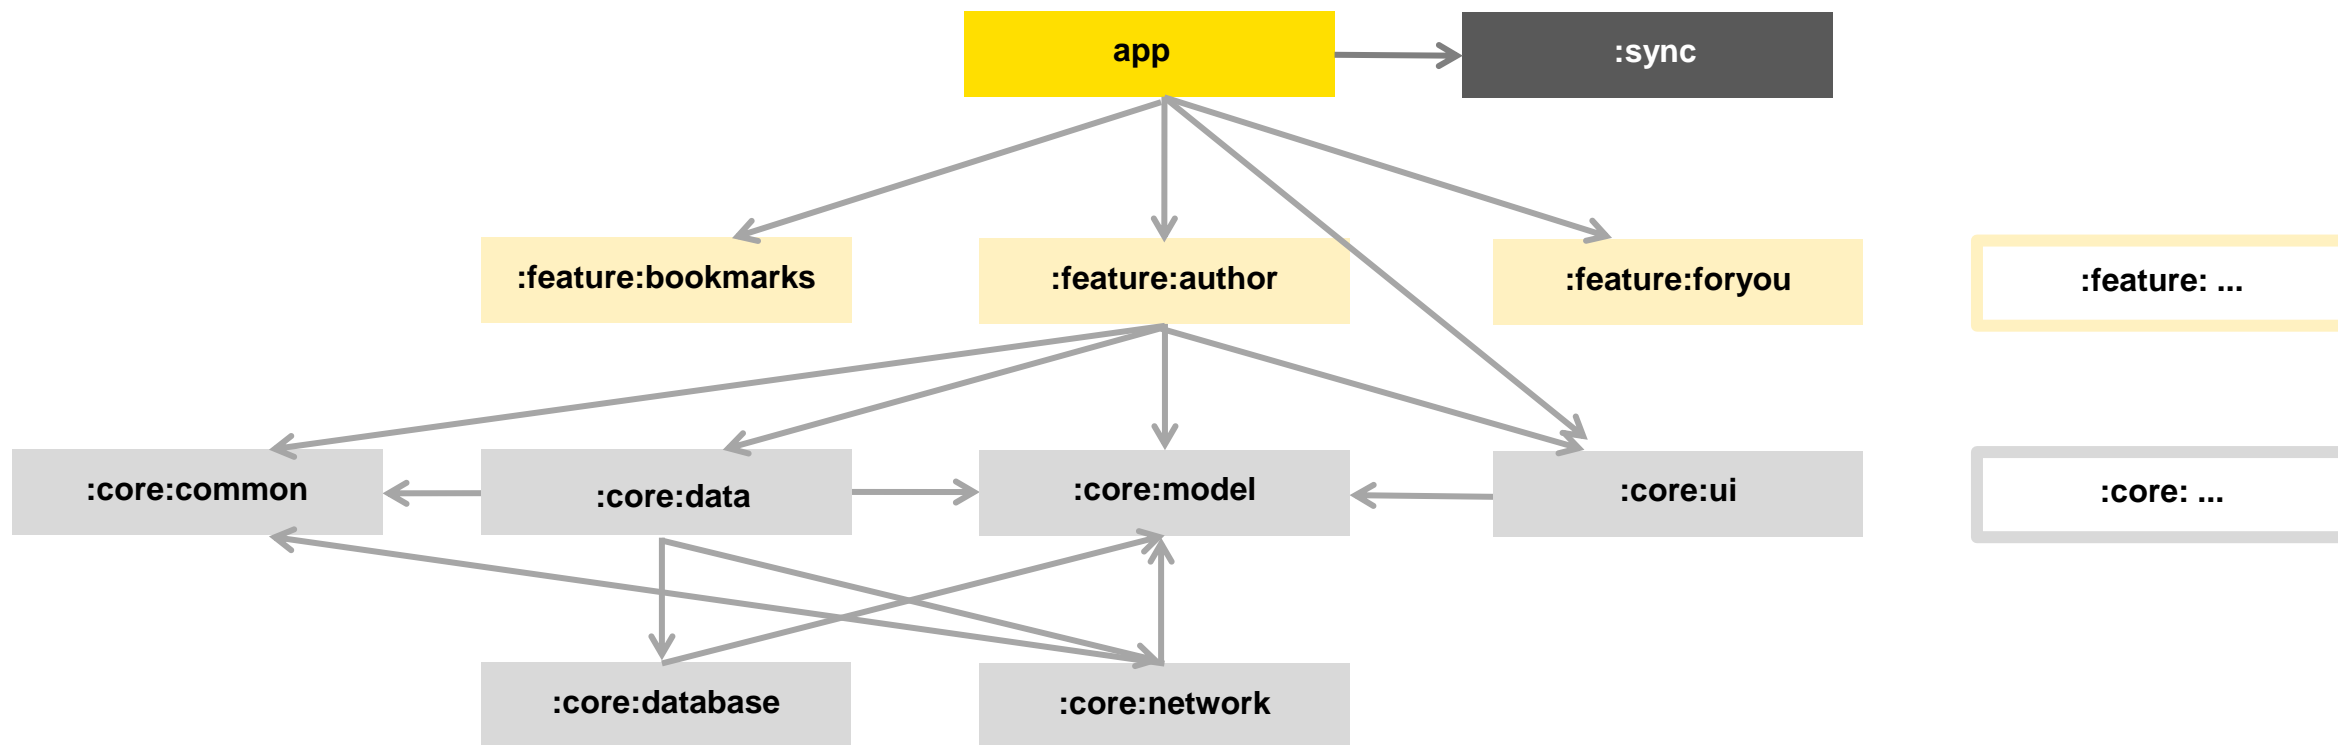 app
:sync
:feature:bookmarks
:feature:author
:feature:foryou
:feature: ...
:core:common
:core:data
:core:model
:core:ui
:core: ...
:core:database
:core:network